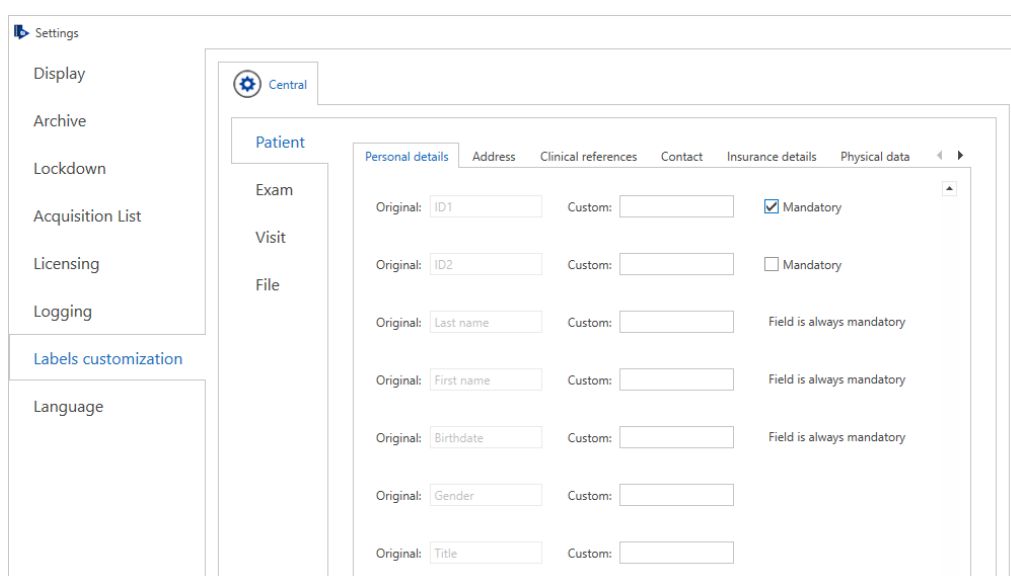 Settings
Display
Archive
Lockdown
Acquisition List
Licensing
Logging
Labels customization
Language
Central
Patient
Exam
Visit
File
Personal details Address Clinical references Contact Insurance details Physical data
Original: ID1 Custom: Mandatory
Original: ID2 Custom: Mandatory
Original: Last name Custom: Field is always mandatory
Original: First name Custom: Field is always mandatory
Original: Birthdate Custom: Field is always mandatory
Original: Gender Custom:
Original: Title Custom: